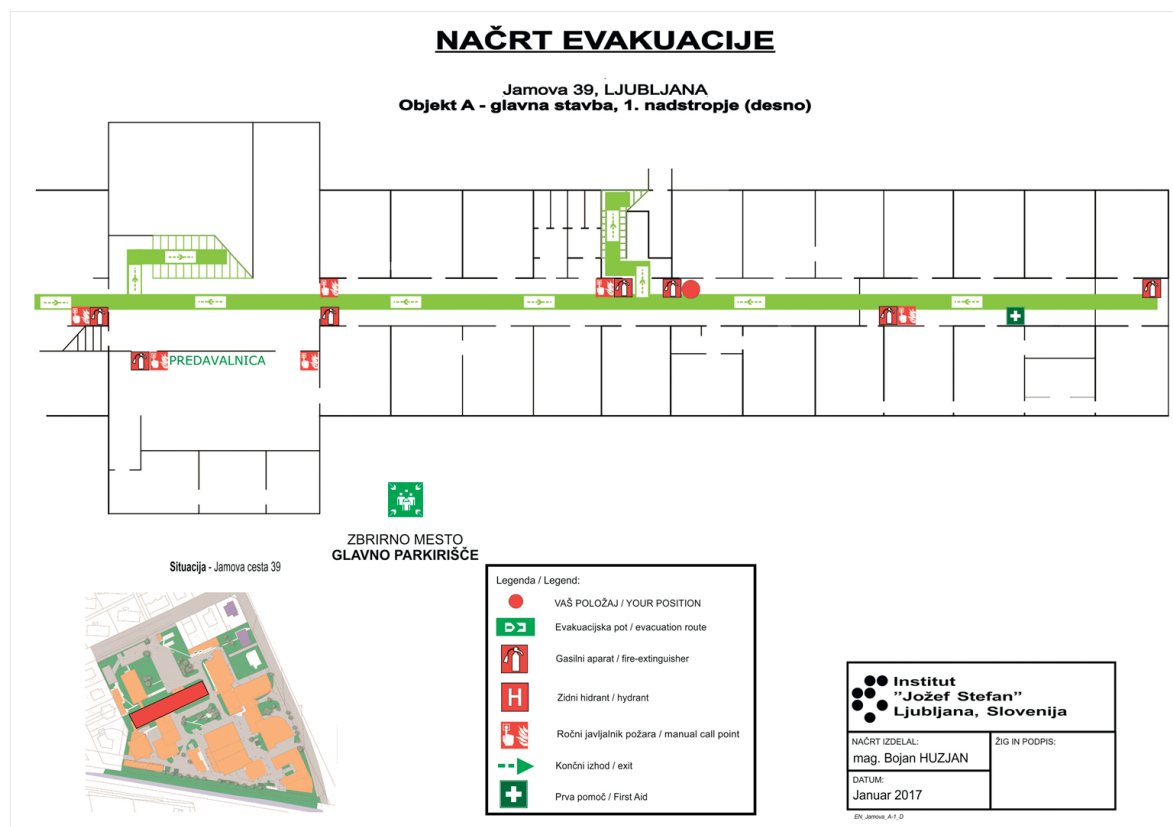 NAČRT EVAKUACIJE
Jamova 39, LJUBLJANA
Objekt A - glavna stavba, 1. nadstropje (desno)
PREDAVALNICA
ZBRIRNO MESTO
GLAVNO PARKIRIŠČE
Situacija - Jamova cesta 39
Legenda / Legend:
VAŠ POLOŽAJ / YOUR POSITION
Evakuacijska pot / evacuation route
Gasilni aparat / fire-extinguisher
H
Zidni hidrant / hydrant
Ročni javljalnik požara / manual call point
Končni izhod / exit
Prva pomoč / First Aid
Institut
"Jožef Stefan"
Ljubljana, Slovenija
NAČRT IZDELAL:
mag. Bojan HUZJAN
ŽIG IN PODPIS:
DATUM:
Januar 2017
EN_Jamova_A-1_D